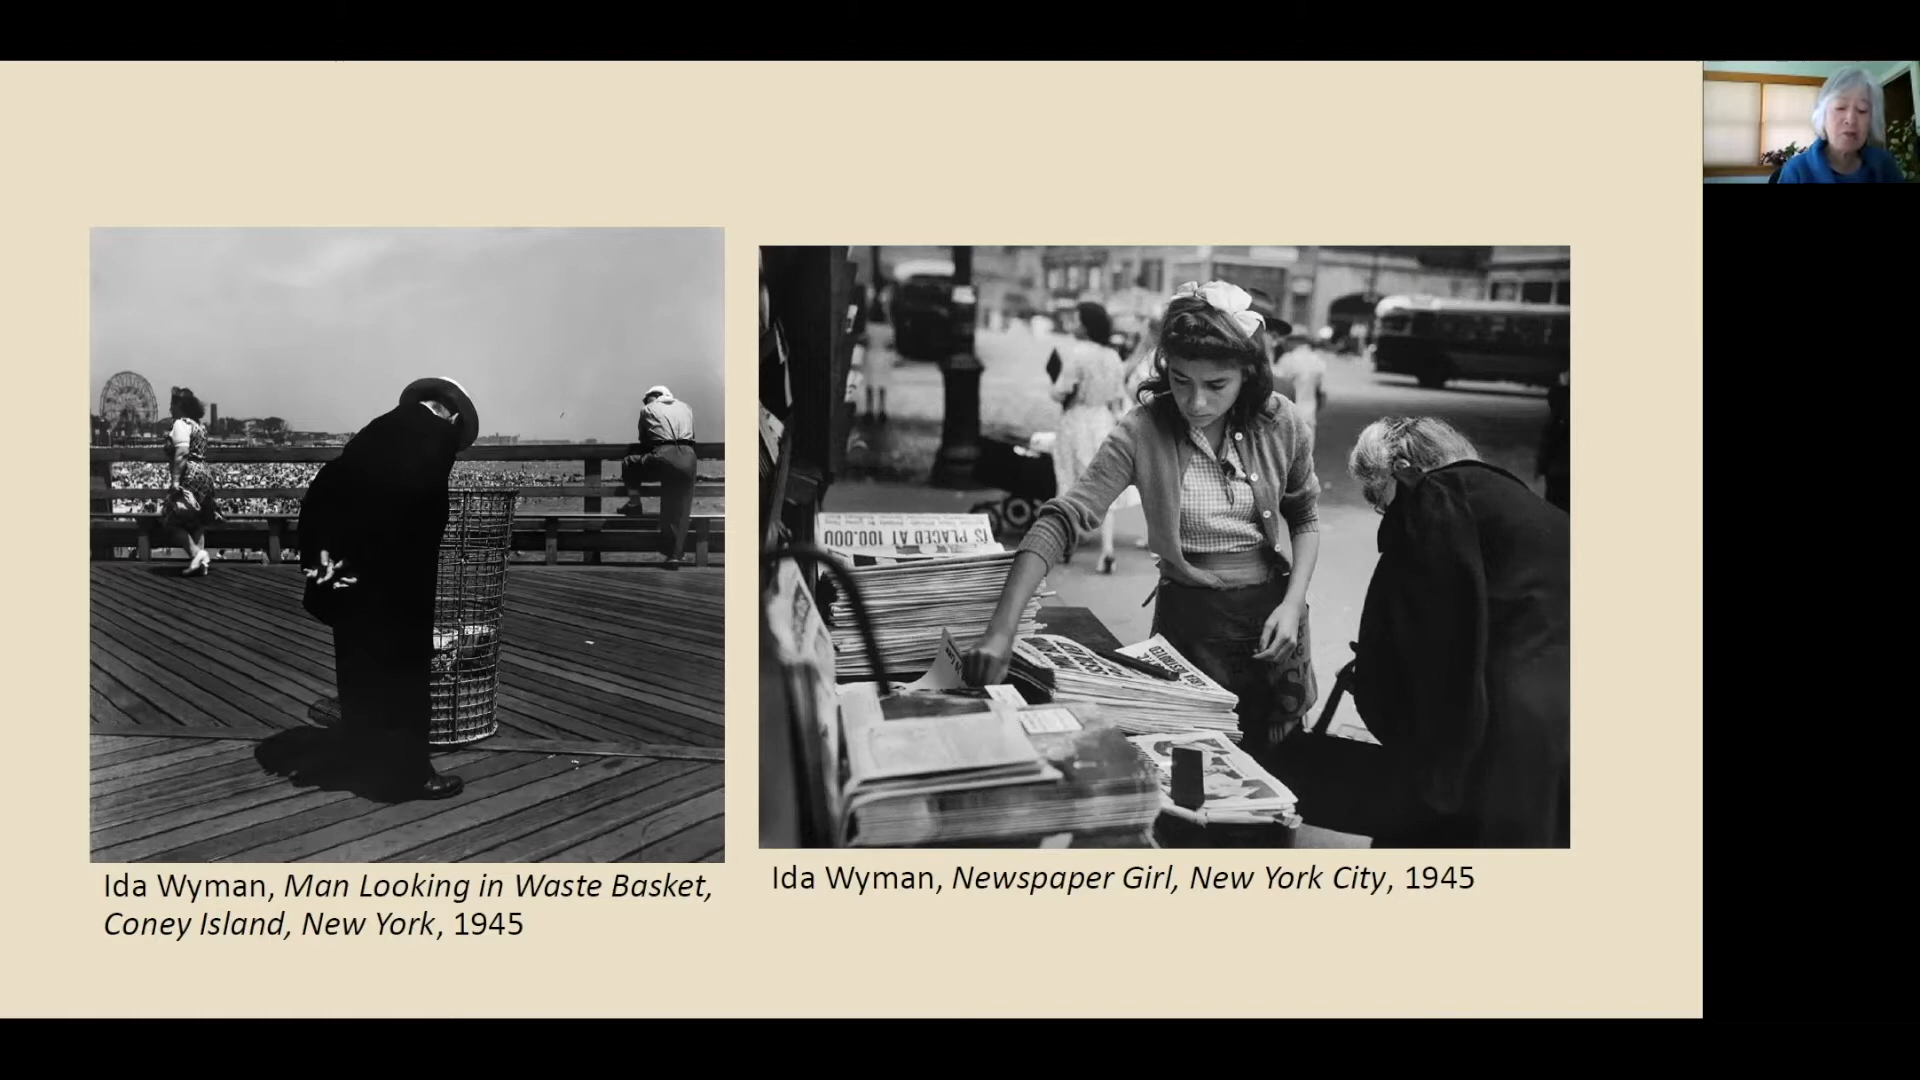 IS PLACED AT 100.000
Ida Wyman, Man Looking in Waste Basket,
Coney Island, New York, 1945
Ida Wyman, Newspaper Girl, New York City, 1945